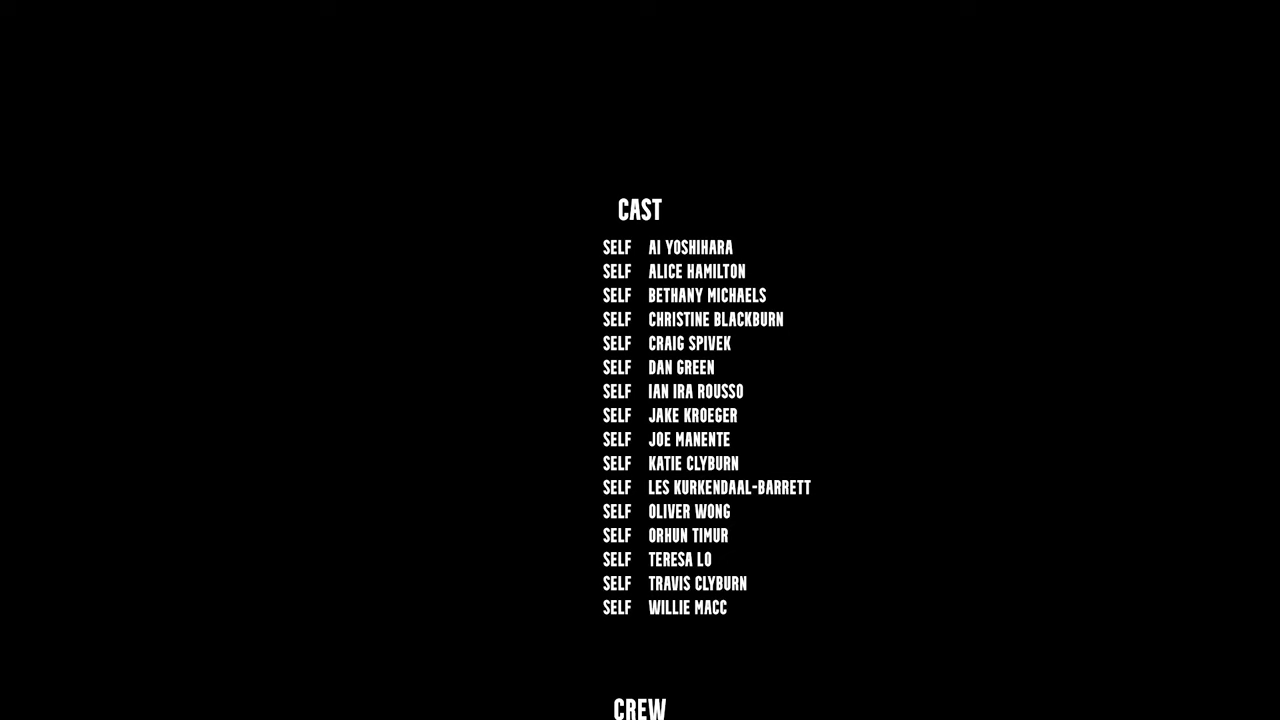 CAST
SELF AI YOSHIHARA
SELF ALICE HAMILTON
SELF BETHANY MICHAELS
SELF CHRISTINE BLACKBURN
SELF CRAIG SPIVEK
SELF DAN GREEN
SELF IAN IRA ROUSSO
SELF JAKE KROEGER
SELF JOE MANENTE
SELF KATIE CLYBURN
SELF LES KURKENDAAL-BARRETT
SELF OLIVER WONG
SELF ORHUN TIMUR
SELF TERESA LO
SELF TRAVIS CLYBURN
SELF WILLIE MACC
CREW